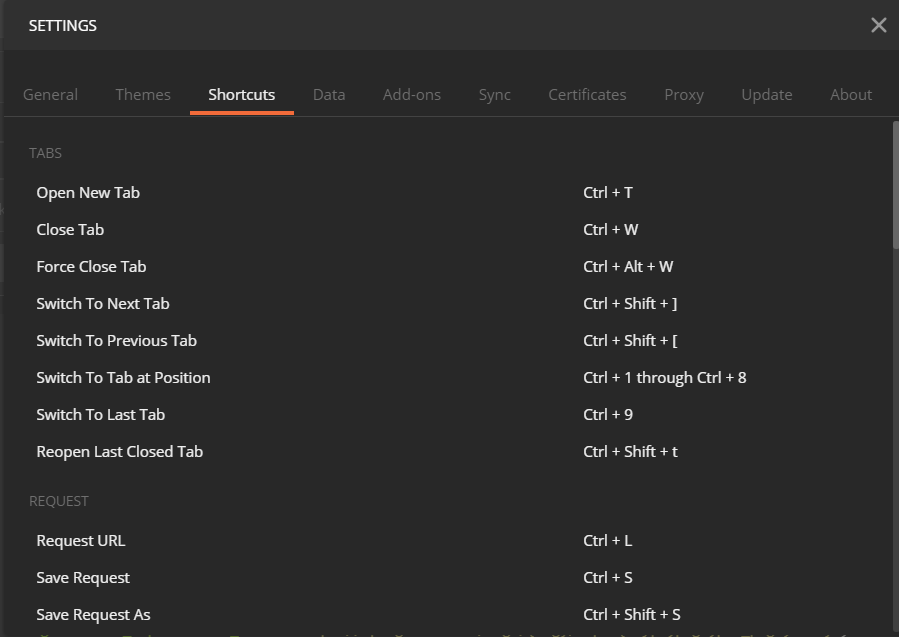 SETTINGS
General Themes Shortcuts Data Add-ons Sync Certificates Proxy Update About
TABS
Open New Tab Ctrl + T
Close Tab Ctrl + W
Force Close Tab Ctrl + Alt + W
Switch To Next Tab Ctrl + Shift + ]
Switch To Previous Tab Ctrl + Shift + [
Switch To Tab at Position Ctrl + 1 through Ctrl + 8
Switch To Last Tab Ctrl + 9
Reopen Last Closed Tab Ctrl + Shift + t
REQUEST
Request URL Ctrl + L
Save Request Ctrl + S
Save Request As Ctrl + Shift + S